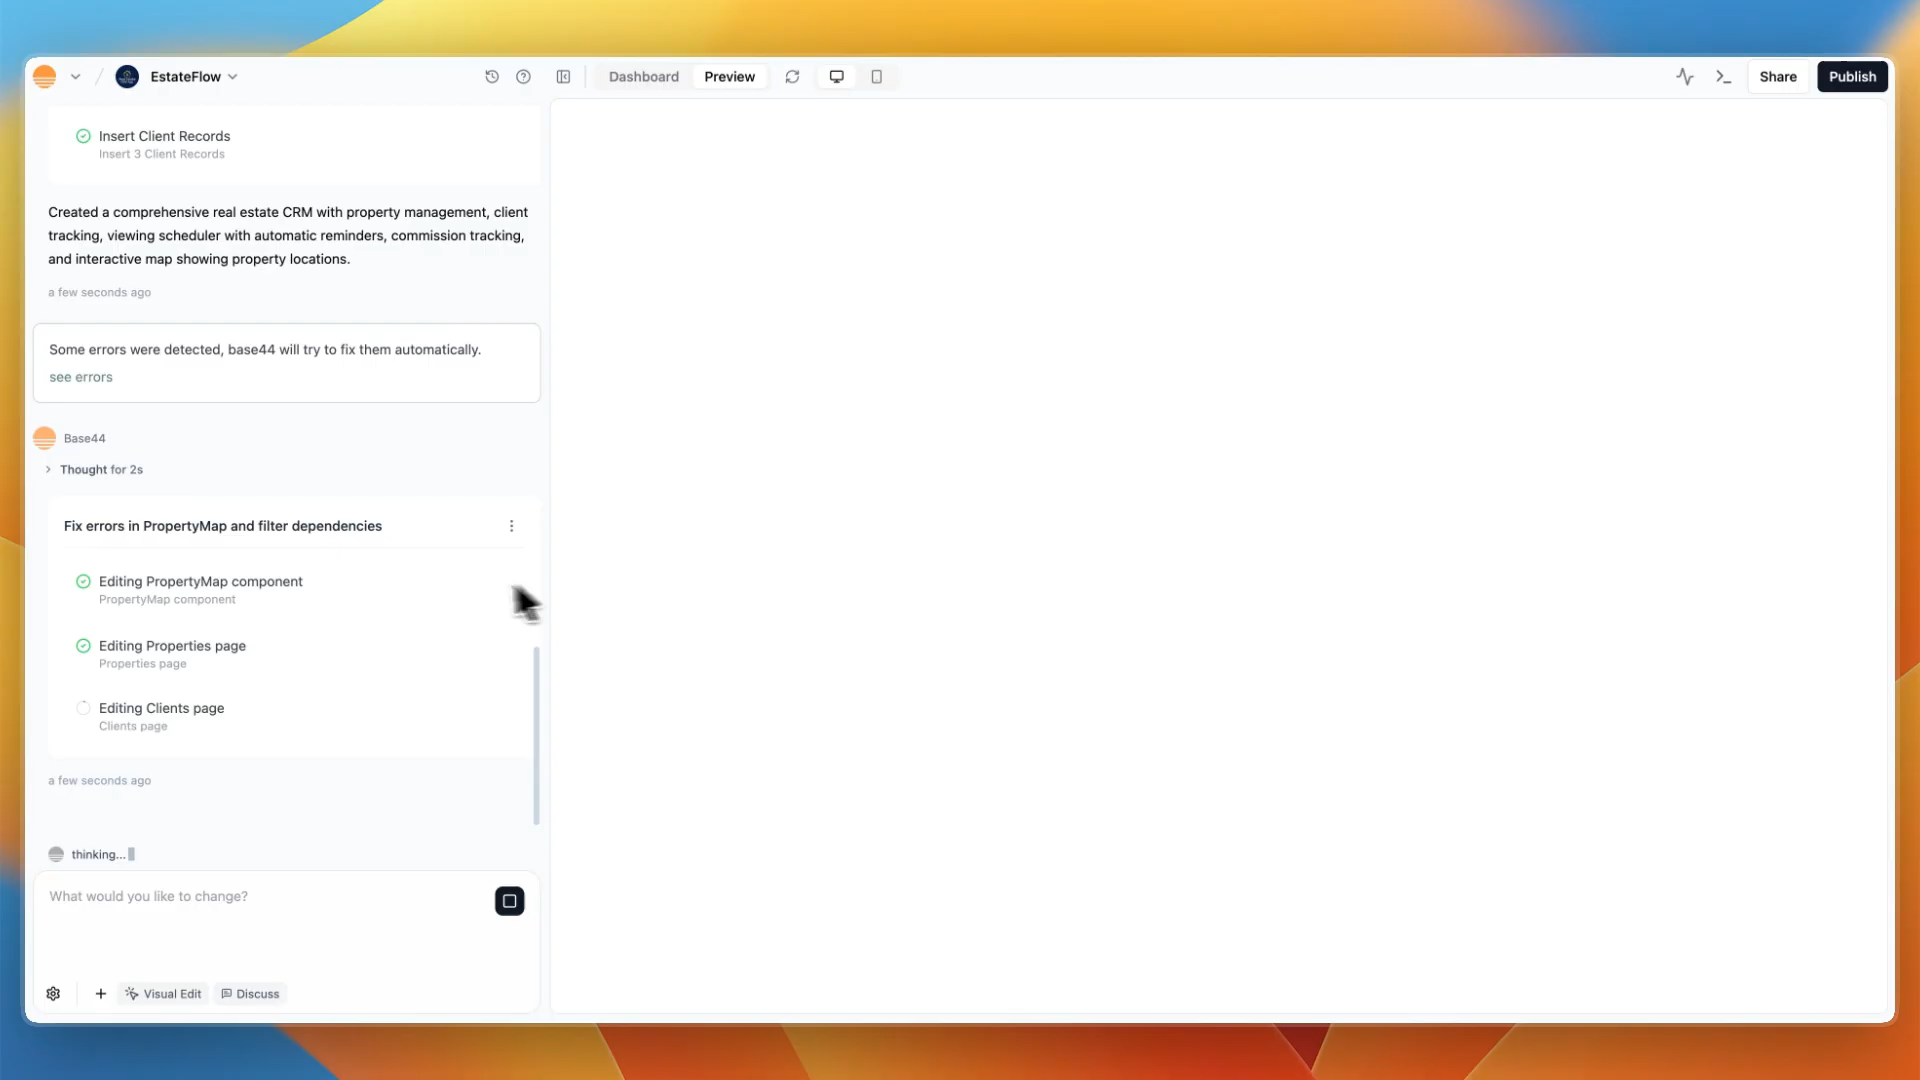 EstateFlow
Dashboard
Preview
Share
Publish
Insert Client Records
Insert 3 Client Records
Created a comprehensive real estate CRM with property management, client
tracking, viewing scheduler with automatic reminders, commission tracking,
and interactive map showing property locations.
a few seconds ago
Some errors were detected, base44 will try to fix them automatically.
see errors
Base44
Thought for 2s
Fix errors in PropertyMap and filter dependencies
Editing PropertyMap component
PropertyMap component
Editing Properties page
Properties page
Editing Clients page
Clients page
a few seconds ago
thinking...
What would you like to change?
Visual Edit
Discuss